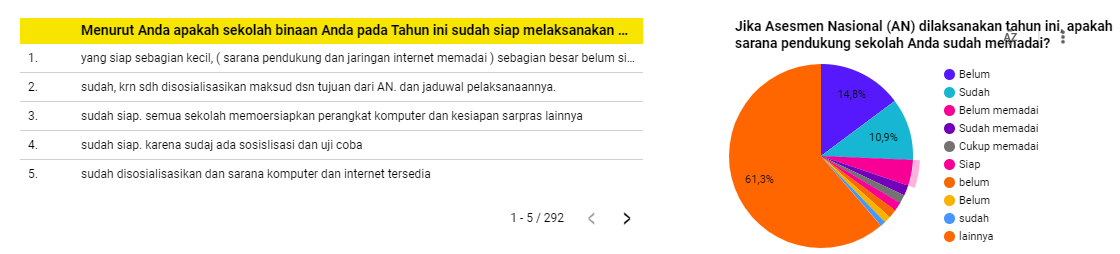 Menurut Anda apakah sekolah binaan Anda pada Tahun ini sudah siap melaksanakan ...
1. yang siap sebagian kecil, ( sarana pendukung dan jaringan internet memadai ) sebagian besar belum si...
2. sudah, krn sdh disosialisasikan maksud dsn tujuan dari AN. dan jaduwal pelaksanaannya.
3. sudah siap. semua sekolah memoersiapkan perangkat komputer dan kesiapan sarpras lainnya
4. sudah siap. karena sudaj ada sosislisasi dan uji coba
5. sudah disosialisasikan dan sarana komputer dan internet tersedia
1 - 5 / 292
Jika Asesmen Nasional (AN) dilaksanakan tahun ini, apakah
sarana pendukung sekolah Anda sudah memadai?
AZ
14,8%
10,9%
61,3%
Belum
Sudah
Belum memadai
Sudah memadai
Cukup memadai
Siap
belum
Belum
sudah
lainnya